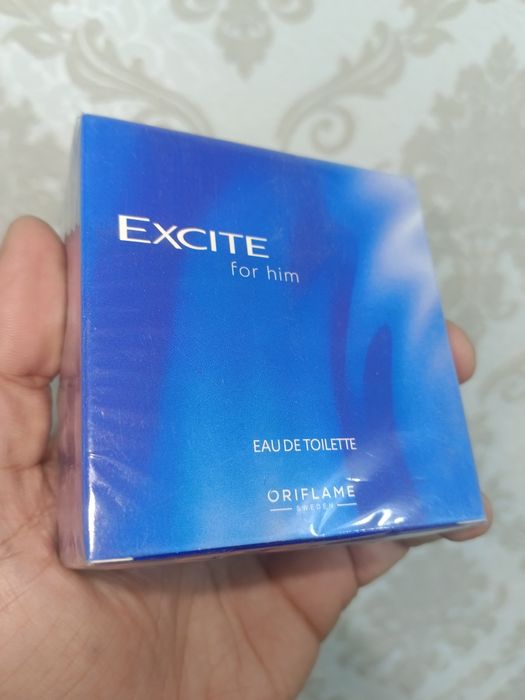 EXCITE
for him
EAU DE TOILETTE
ORIFLAME
SWEDEN